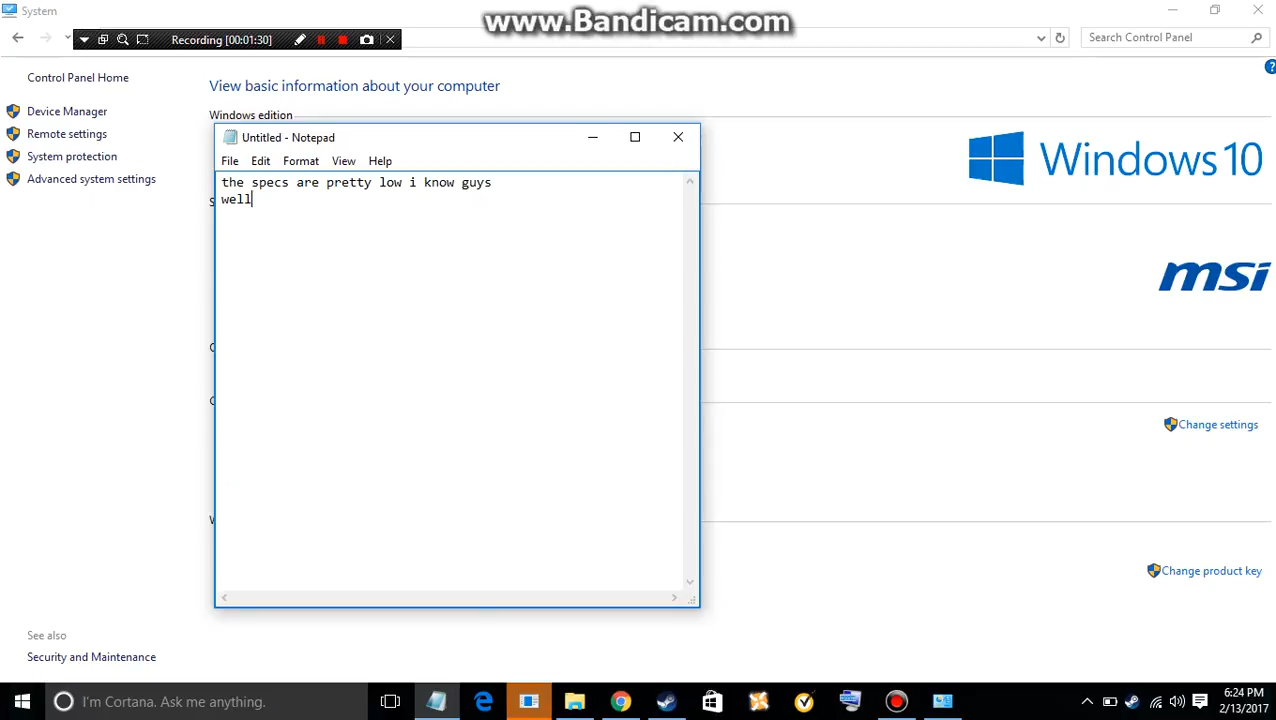 System
www.Bandicam.com
Recording [00:01:30]
Search Control Panel
Control Panel Home
Device Manager
Remote settings
System protection
Advanced system settings
View basic information about your computer
Windows edition
Untitled - Notepad
File Edit Format View Help
the specs are pretty low i know guys
well
Windows 10
msi
Change settings
Change product key
See also
Security and Maintenance
I'm Cortana. Ask me anything.
6:24 PM
2/13/2017